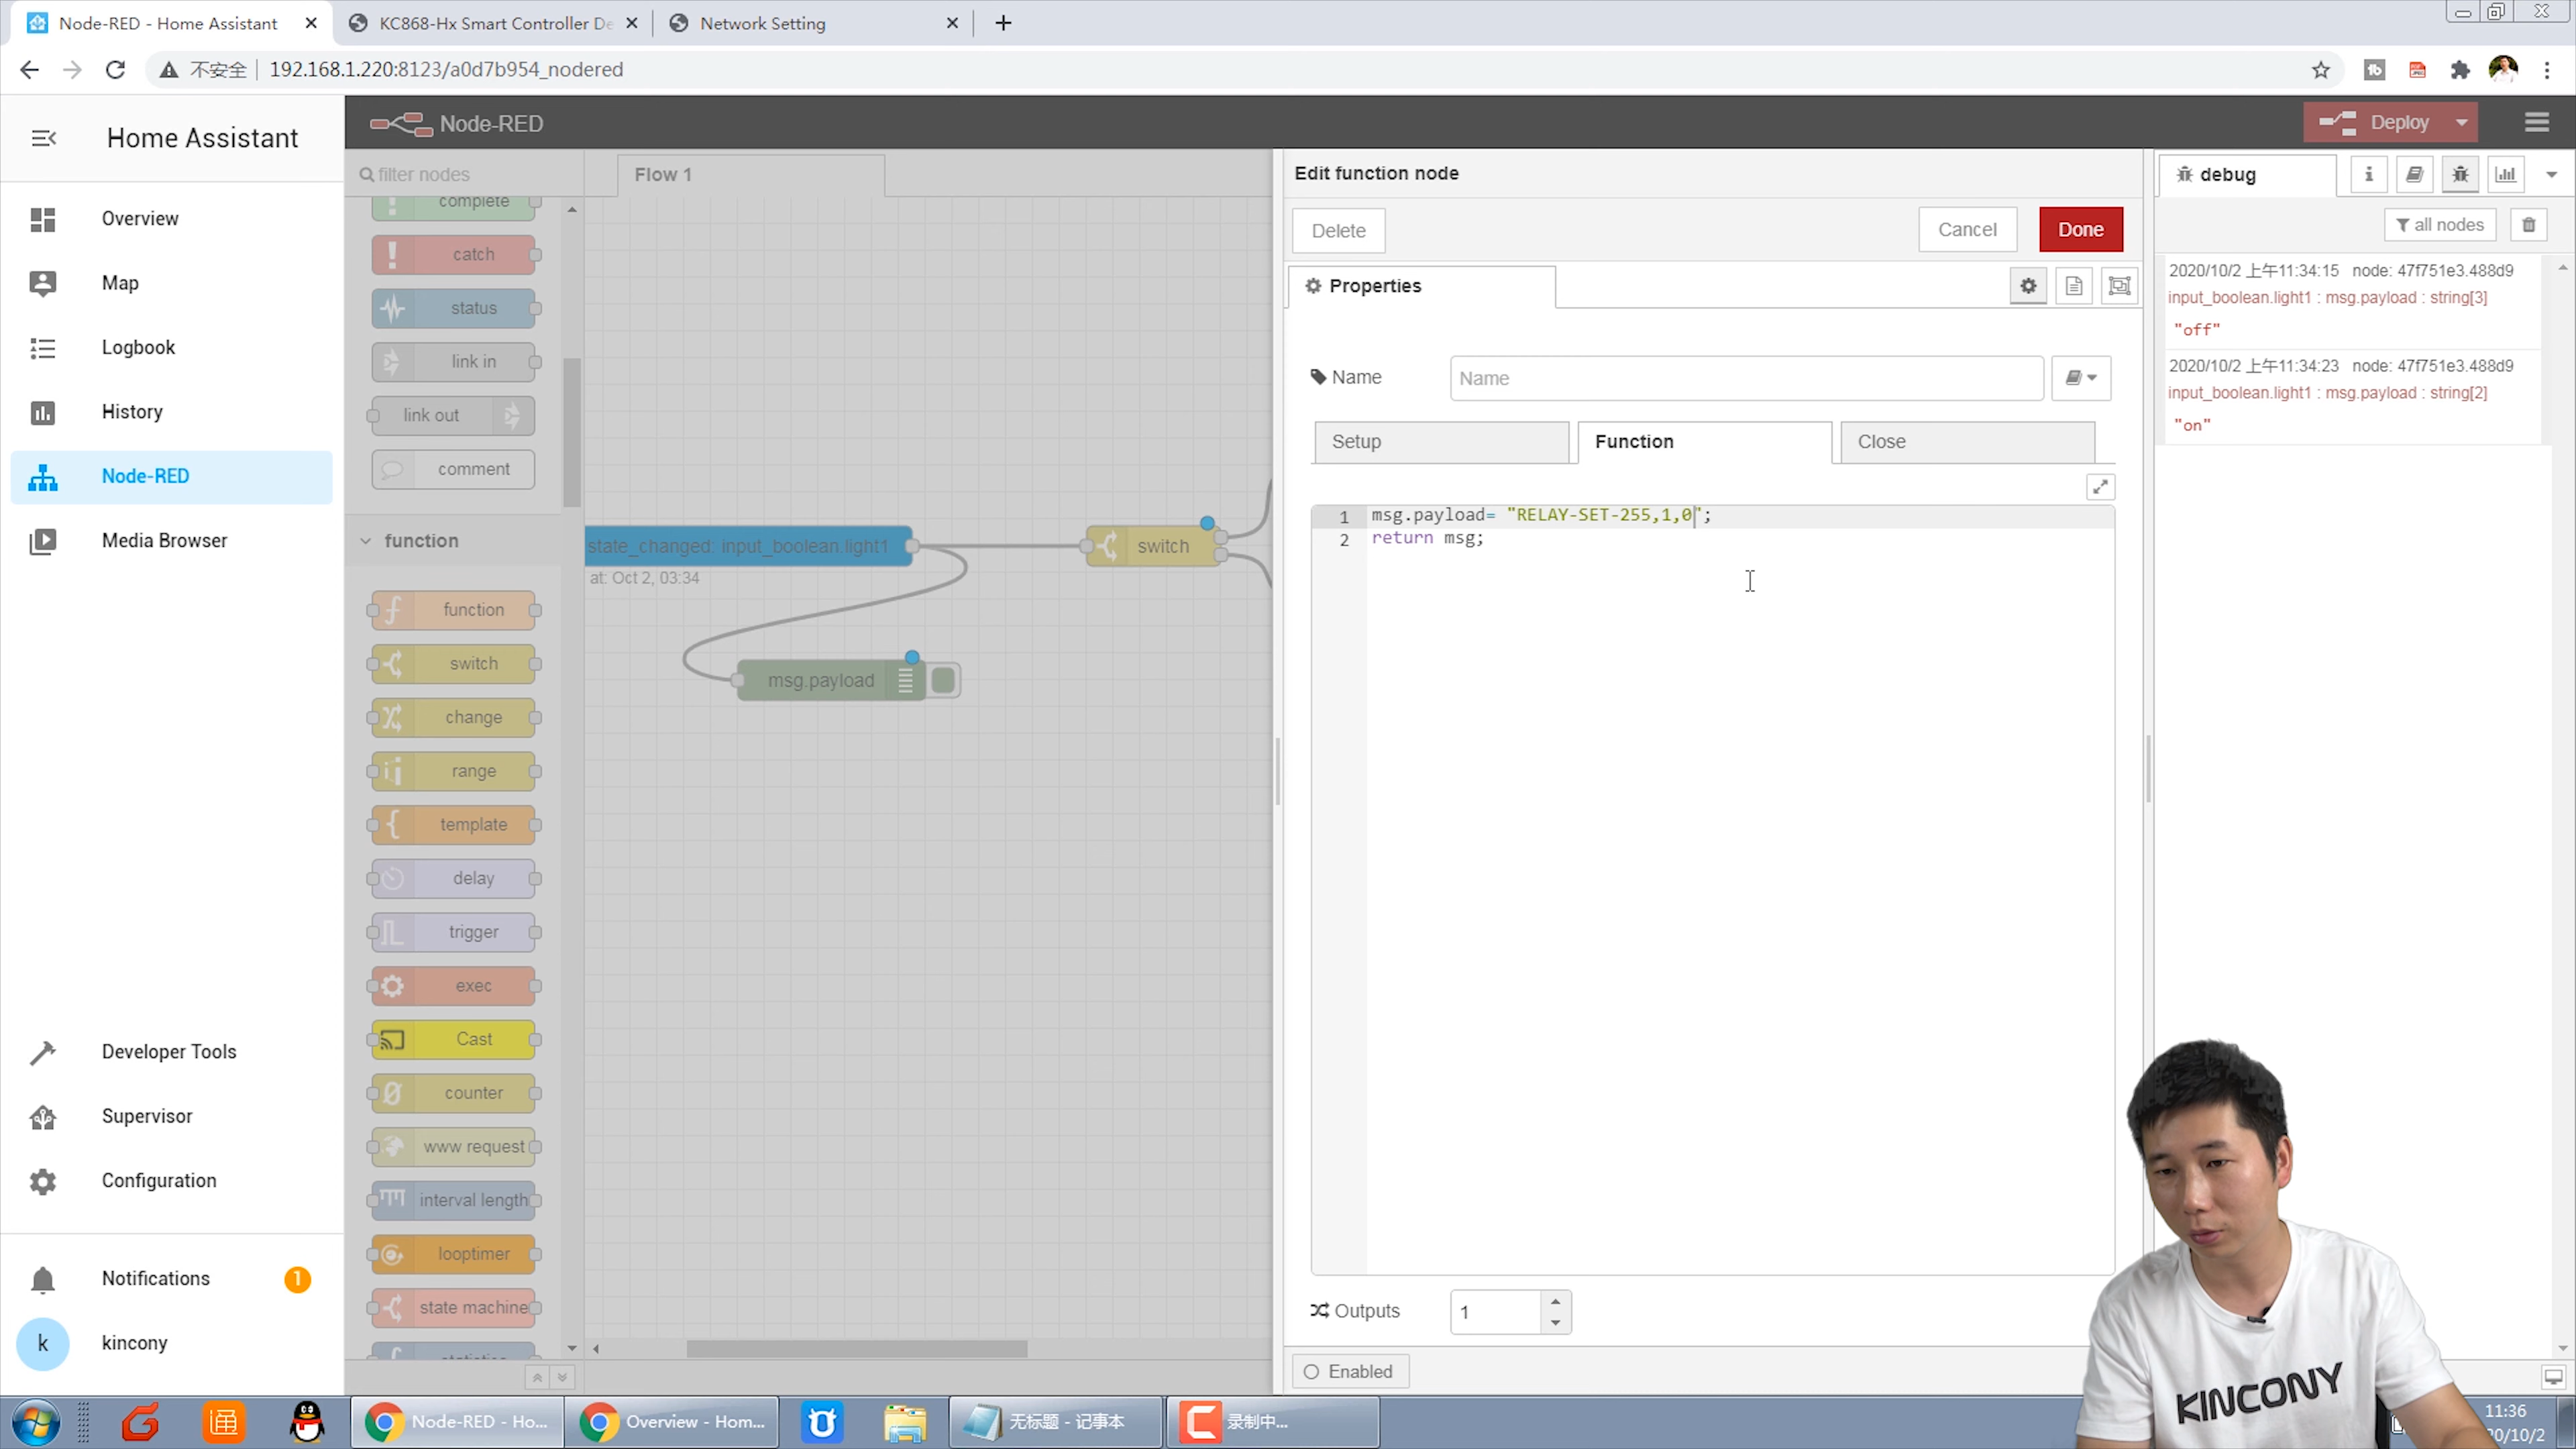 Node-RED - Home Assistant
KC868-Hx Smart Controller De
Network Setting
不安全
192.168.1.220:8123/a0d7b954_nodered
Home Assistant
Overview
Map
Logbook
History
Node-RED
Media Browser
Developer Tools
Supervisor
Configuration
Notifications
1
k
kincony
Node-RED
Deploy
filter nodes
complete
catch
status
link in
link out
comment
function
function
switch
change
range
template
delay
trigger
exec
Cast
counter
www request
interval length
looptimer
state machine
Flow 1
state_changed: input_boolean.light1
at: Oct 2, 03:34
switch
msg.payload
Edit function node
Delete
Cancel
Done
Properties
Name
Name
Setup
Function
Close
1 msg.payload= "RELAY-SET-255,1,0";
2 return msg;
Outputs
1
Enabled
debug
all nodes
2020/10/2 上午11:34:15 node: 47f751e3.488d9
input_boolean.light1 : msg.payload : string[3]
"off"
2020/10/2 上午11:34:23 node: 47f751e3.488d9
input_boolean.light1 : msg.payload : string[2]
"on"
KINCONY
Node-RED - Ho...
Overview - Hom...
无标题 - 记事本
录制中...
11:36
20/10/2